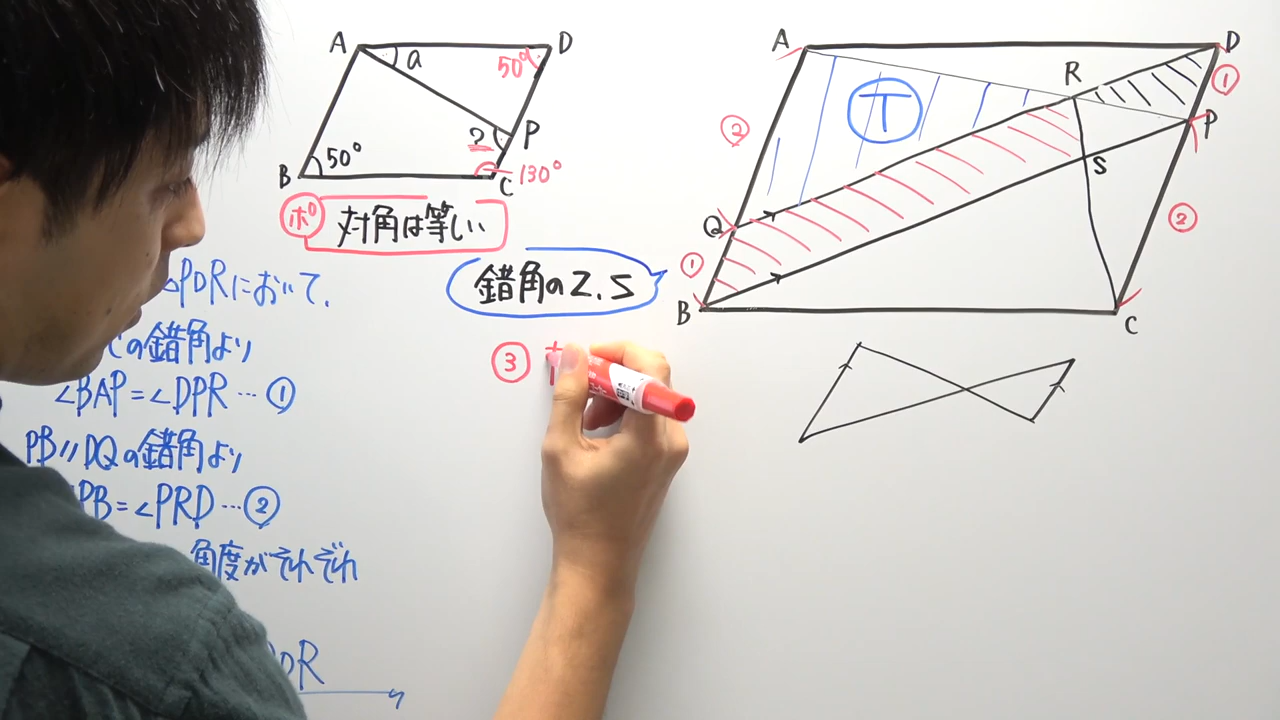 A
D
a
50°
?
P
B
50°
C
130°
ポ 対角は等しい
△PDRにおいて.
の錯角より
∠BAP=∠DPR…①
PB//DQの錯角より
PB=∠PRD…②
角度がそれぞれ
DR
錯角のZ.S
③
A
D
R
①
T
P
②
S
Q
②
①
B
C